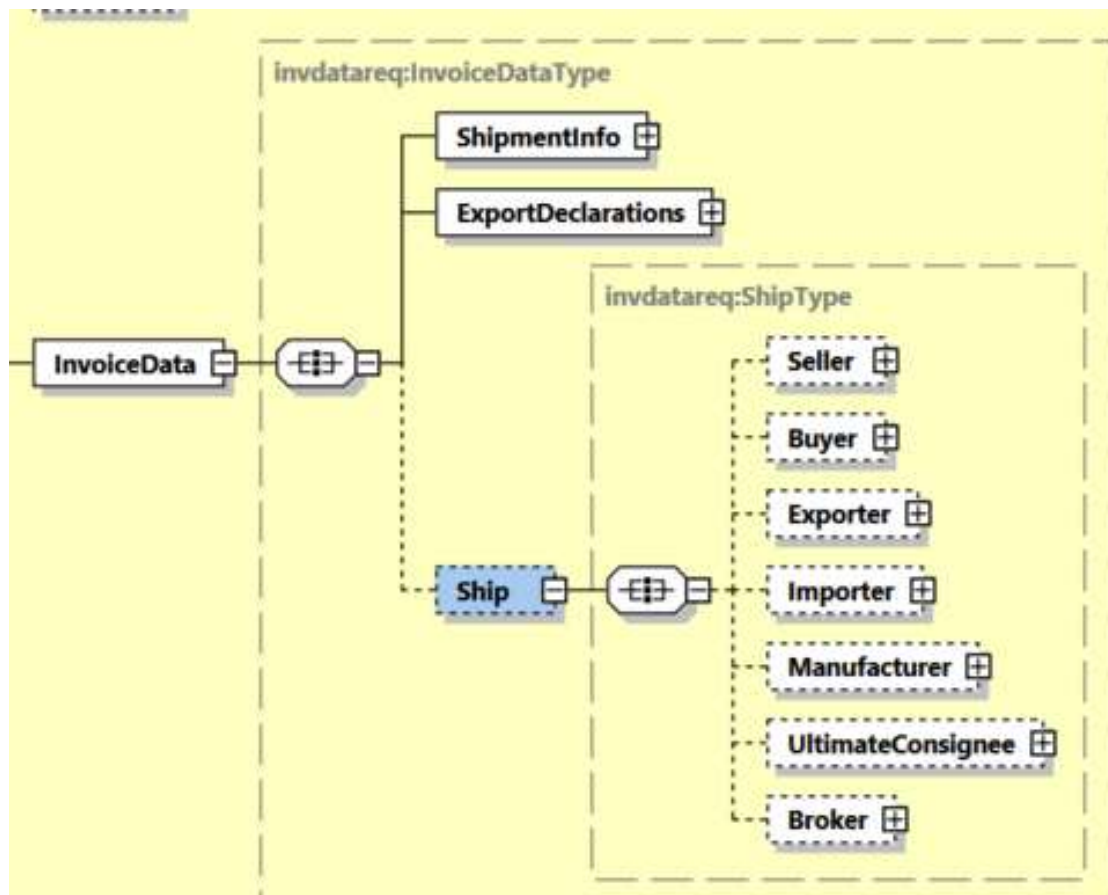 invdatareq:InvoiceDataType
ShipmentInfo
ExportDeclarations
invdatareq:ShipType
InvoiceData
Seller
Buyer
Exporter
Ship
Importer
Manufacturer
UltimateConsignee
Broker